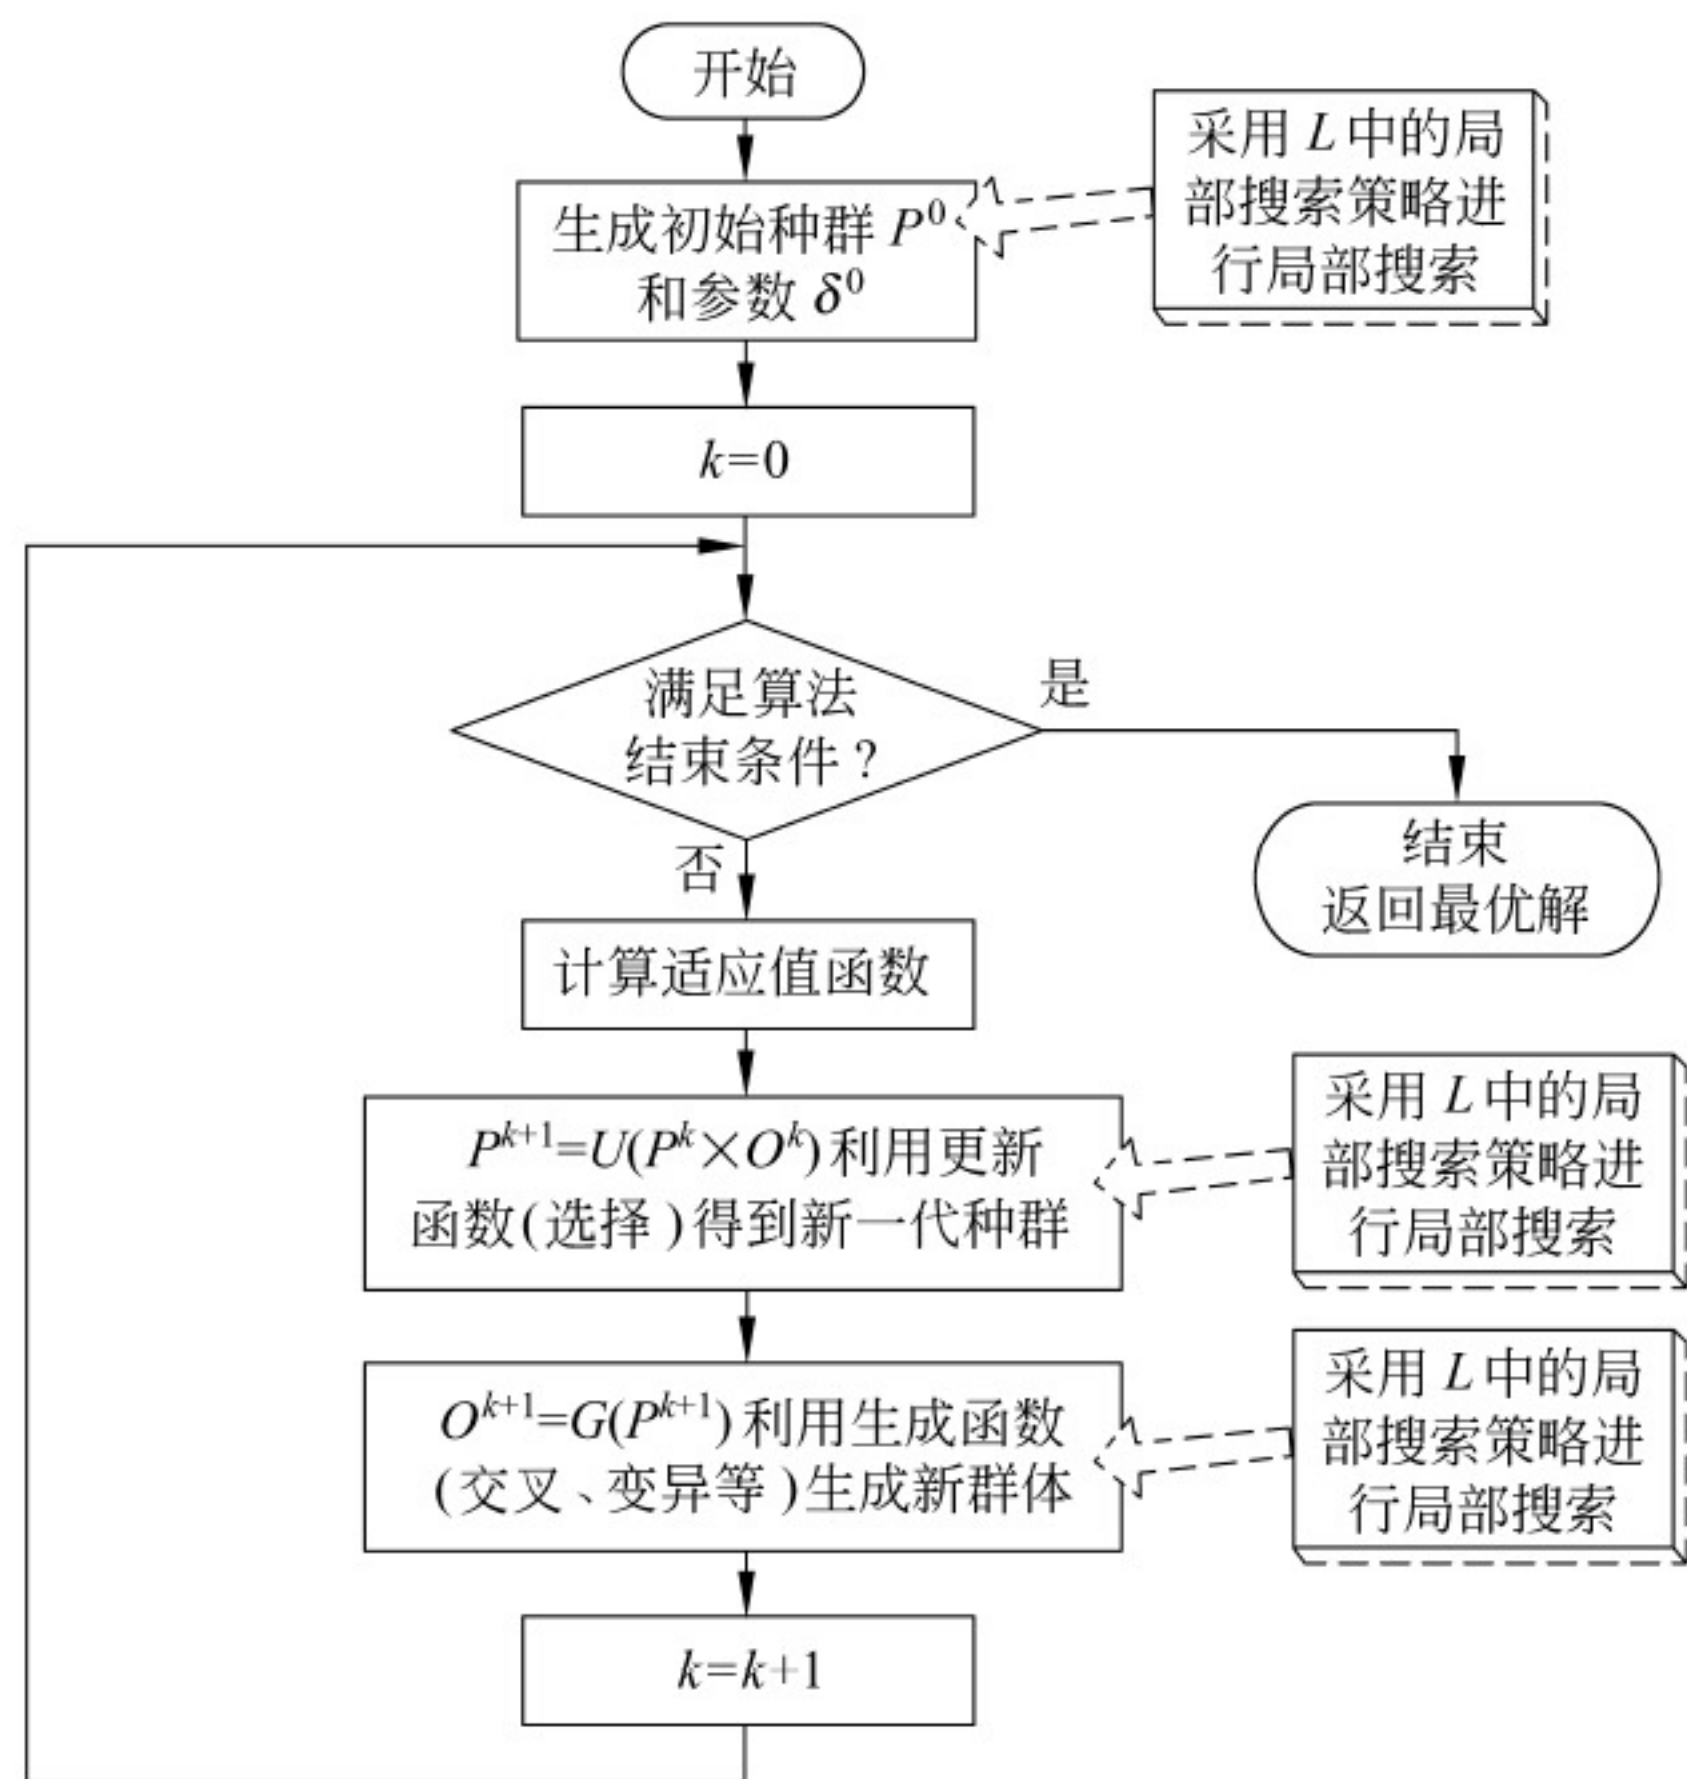 开始
采用 L 中的局
部搜索策略进
行局部搜索
生成初始种群 P⁰
和参数 δ⁰
k=0
满足算法
结束条件？
是
否
结束
返回最优解
计算适应值函数
Pᵏ⁺¹=U(Pᵏ×Oᵏ)利用更新
函数(选择)得到新一代种群
采用 L 中的局
部搜索策略进
行局部搜索
Oᵏ⁺¹=G(Pᵏ⁺¹)利用生成函数
(交叉、变异等)生成新群体
采用 L 中的局
部搜索策略进
行局部搜索
k=k+1